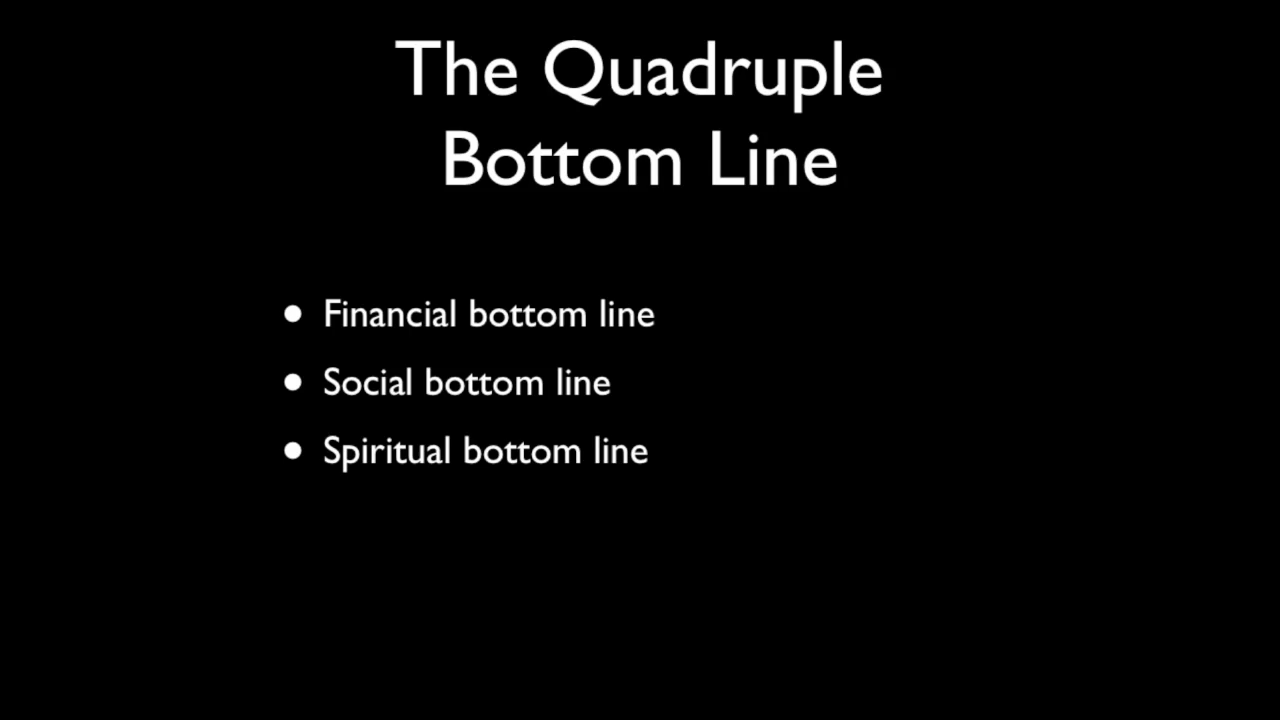 The Quadruple
Bottom Line
• Financial bottom line
• Social bottom line
• Spiritual bottom line